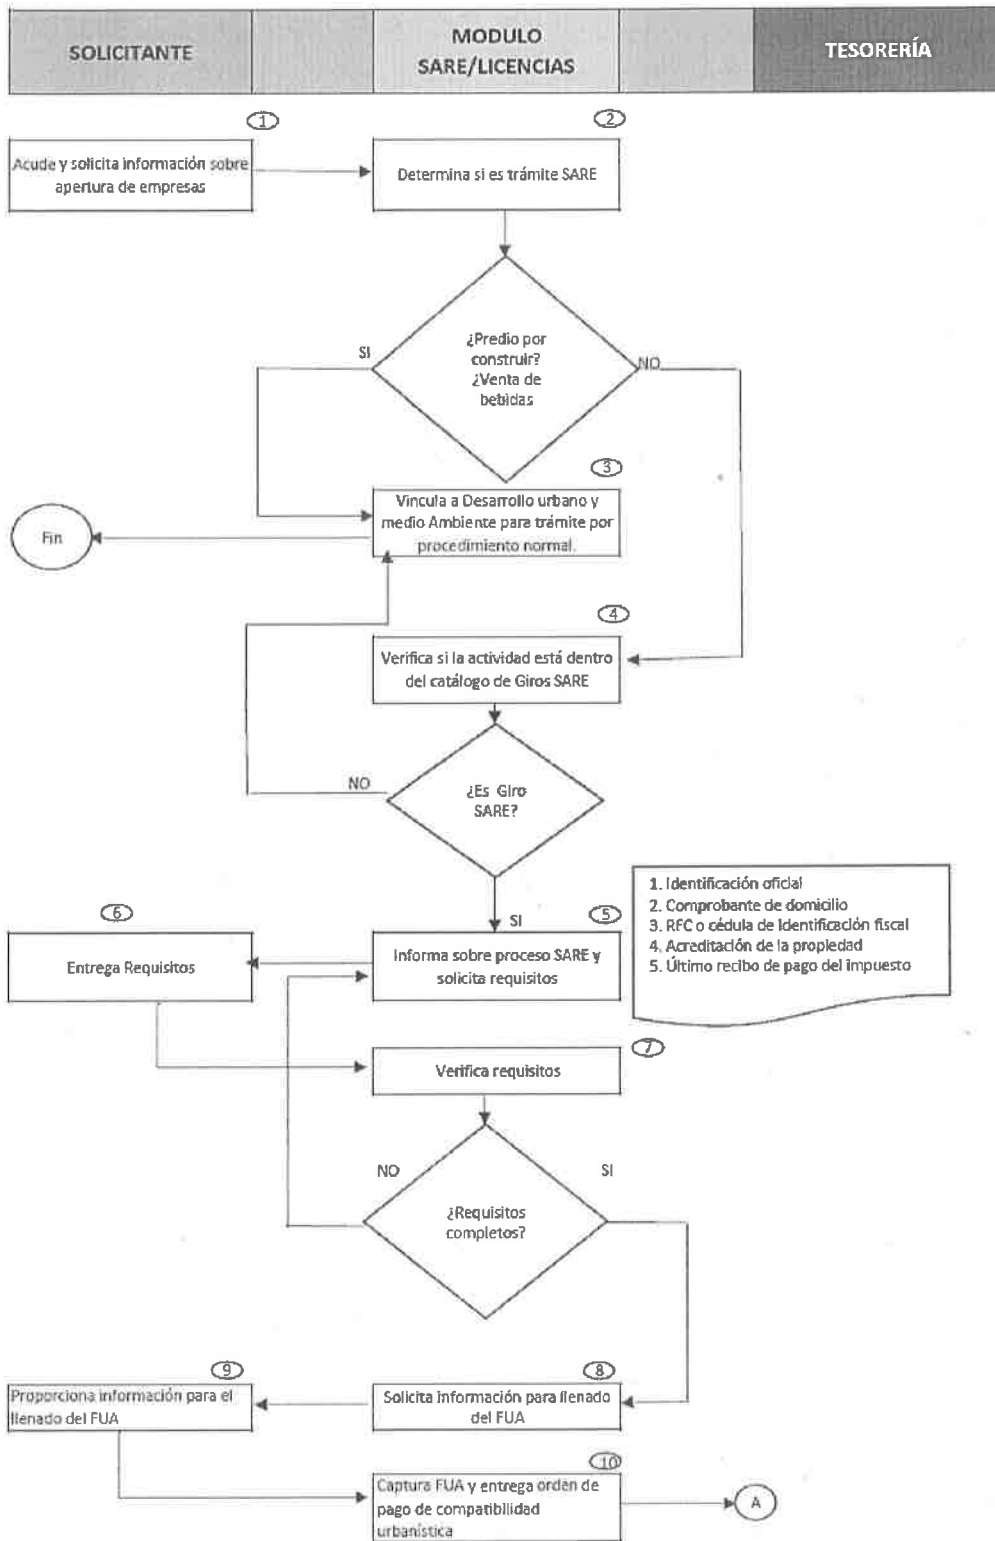 SOLICITANTE
MODULO
SARE/LICENCIAS
TESORERÍA
1
2
Acude y solicita información sobre
apertura de empresas
Determina si es trámite SARE
¿Predio por
construir?
¿Venta de
bebidas
SI
NO
3
Vincula a Desarrollo urbano y
medio Ambiente para trámite por
procedimiento normal.
Fin
4
Verifica si la actividad está dentro
del catálogo de Giros SARE
NO
¿Es Giro
SARE?
SI
1. Identificación oficial
2. Comprobante de domicilio
3. RFC o cédula de identificación fiscal
4. Acreditación de la propiedad
5. Último recibo de pago del impuesto
6
5
Entrega Requisitos
Informa sobre proceso SARE y
solicita requisitos
7
Verifica requisitos
NO
SI
¿Requisitos
completos?
9
8
Proporciona información para el
llenado del FUA
Solicita información para llenado
del FUA
10
Captura FUA y entrega orden de
pago de compatibilidad
urbanística
A